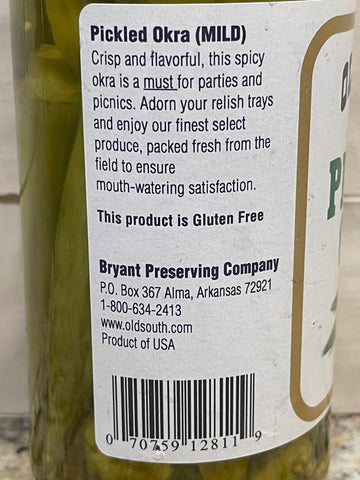 Pickled Okra (MILD)
Crisp and flavorful, this spicy
okra is a must for parties and
picnics. Adorn your relish trays
and enjoy our finest select
produce, packed fresh from the
field to ensure
mouth-watering satisfaction.
This product is Gluten Free
Bryant Preserving Company
P.O. Box 367 Alma, Arkansas 72921
1-800-634-2413
www.oldsouth.com
Product of USA
0 70759 12811 9